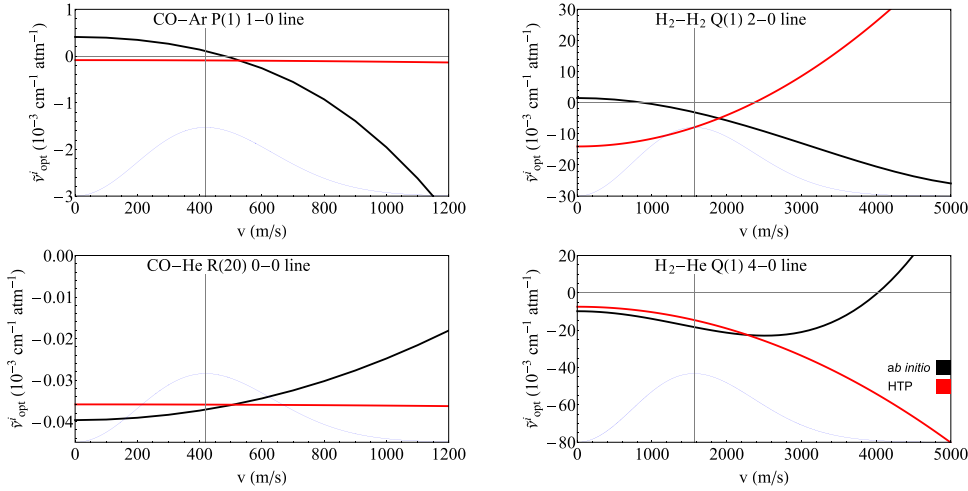 CO–Ar P(1) 1–0 line
1
0
−1
−2
−3
ṽⁱopt (10⁻³ cm⁻¹ atm⁻¹)
0 200 400 600 800 1000 1200
v (m/s)
H₂–H₂ Q(1) 2–0 line
30
20
10
0
−10
−20
−30
ṽⁱopt (10⁻³ cm⁻¹ atm⁻¹)
0 1000 2000 3000 4000 5000
v (m/s)
CO–He R(20) 0–0 line
0.00
−0.01
−0.02
−0.03
−0.04
ṽⁱopt (10⁻³ cm⁻¹ atm⁻¹)
0 200 400 600 800 1000 1200
v (m/s)
H₂–He Q(1) 4–0 line
20
0
−20
−40
−60
−80
ṽⁱopt (10⁻³ cm⁻¹ atm⁻¹)
0 1000 2000 3000 4000 5000
v (m/s)
ab initio
HTP